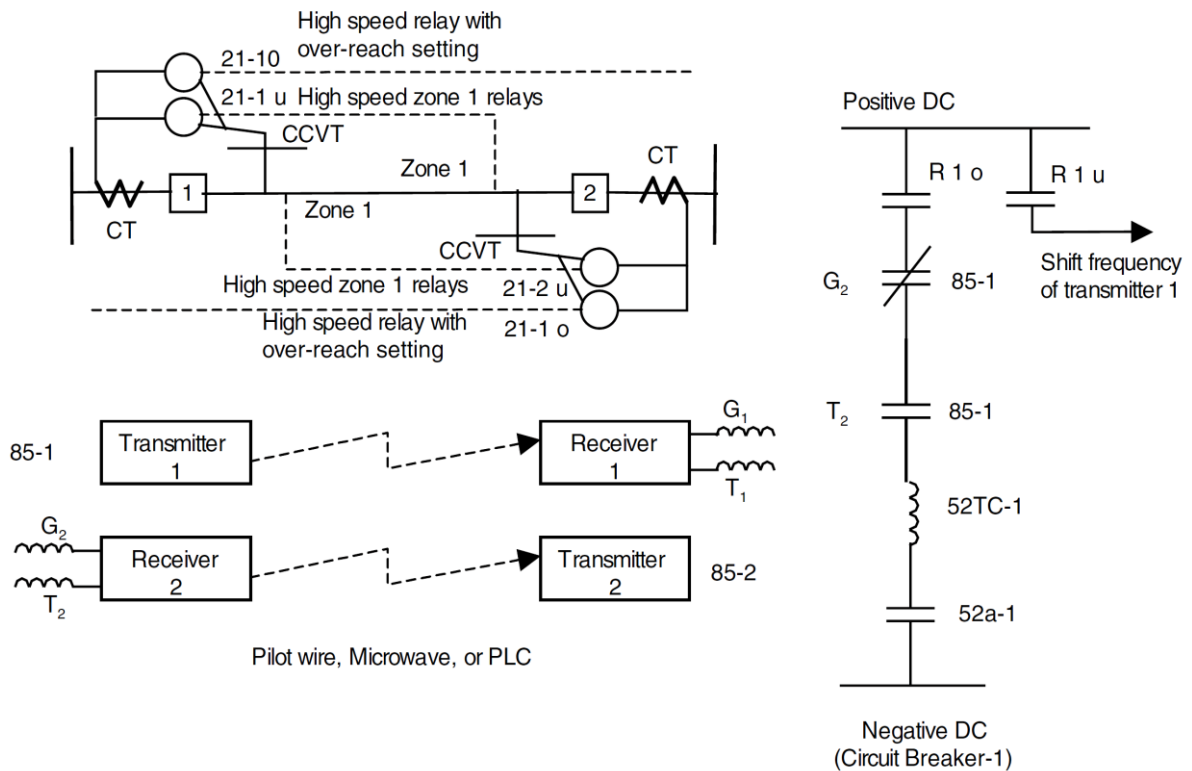 High speed relay with
over-reach setting
21-10
21-1 u High speed zone 1 relays
CCVT
Zone 1
CT
1
2
CT
Zone 1
CCVT
High speed zone 1 relays
21-2 u
High speed relay with
over-reach setting
21-1 o
85-1
Transmitter
1
Receiver
1
G1
T1
G2
T2
Receiver
2
Transmitter
2
85-2
Pilot wire, Microwave, or PLC
Positive DC
R 1 o
R 1 u
Shift frequency
of transmitter 1
G2
85-1
T2
85-1
52TC-1
52a-1
Negative DC
(Circuit Breaker-1)